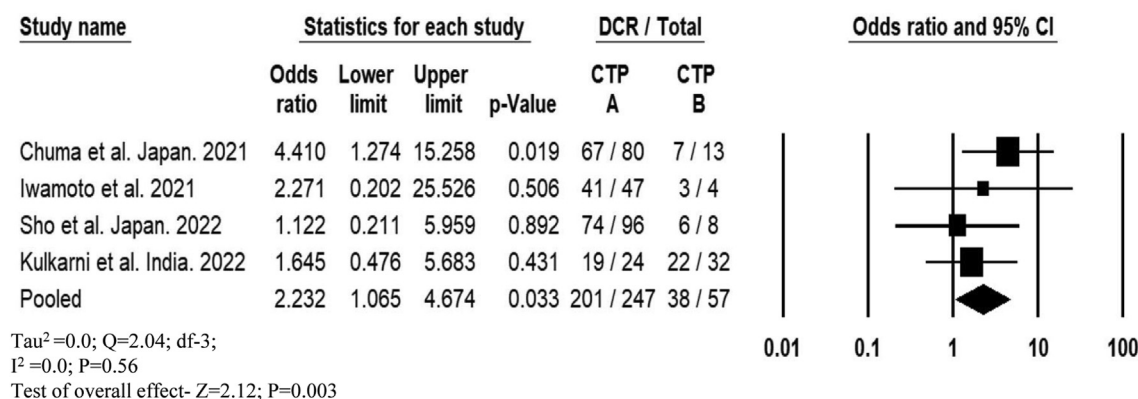 Study name Statistics for each study DCR / Total Odds ratio and 95% CI
Odds ratio Lower limit Upper limit p-Value CTP A CTP B
Chuma et al. Japan. 2021 4.410 1.274 15.258 0.019 67 / 80 7 / 13
Iwamoto et al. 2021 2.271 0.202 25.526 0.506 41 / 47 3 / 4
Sho et al. Japan. 2022 1.122 0.211 5.959 0.892 74 / 96 6 / 8
Kulkarni et al. India. 2022 1.645 0.476 5.683 0.431 19 / 24 22 / 32
Pooled 2.232 1.065 4.674 0.033 201 / 247 38 / 57
0.01 0.1 1 10 100
Tau² =0.0; Q=2.04; df-3;
I² =0.0; P=0.56
Test of overall effect- Z=2.12; P=0.003